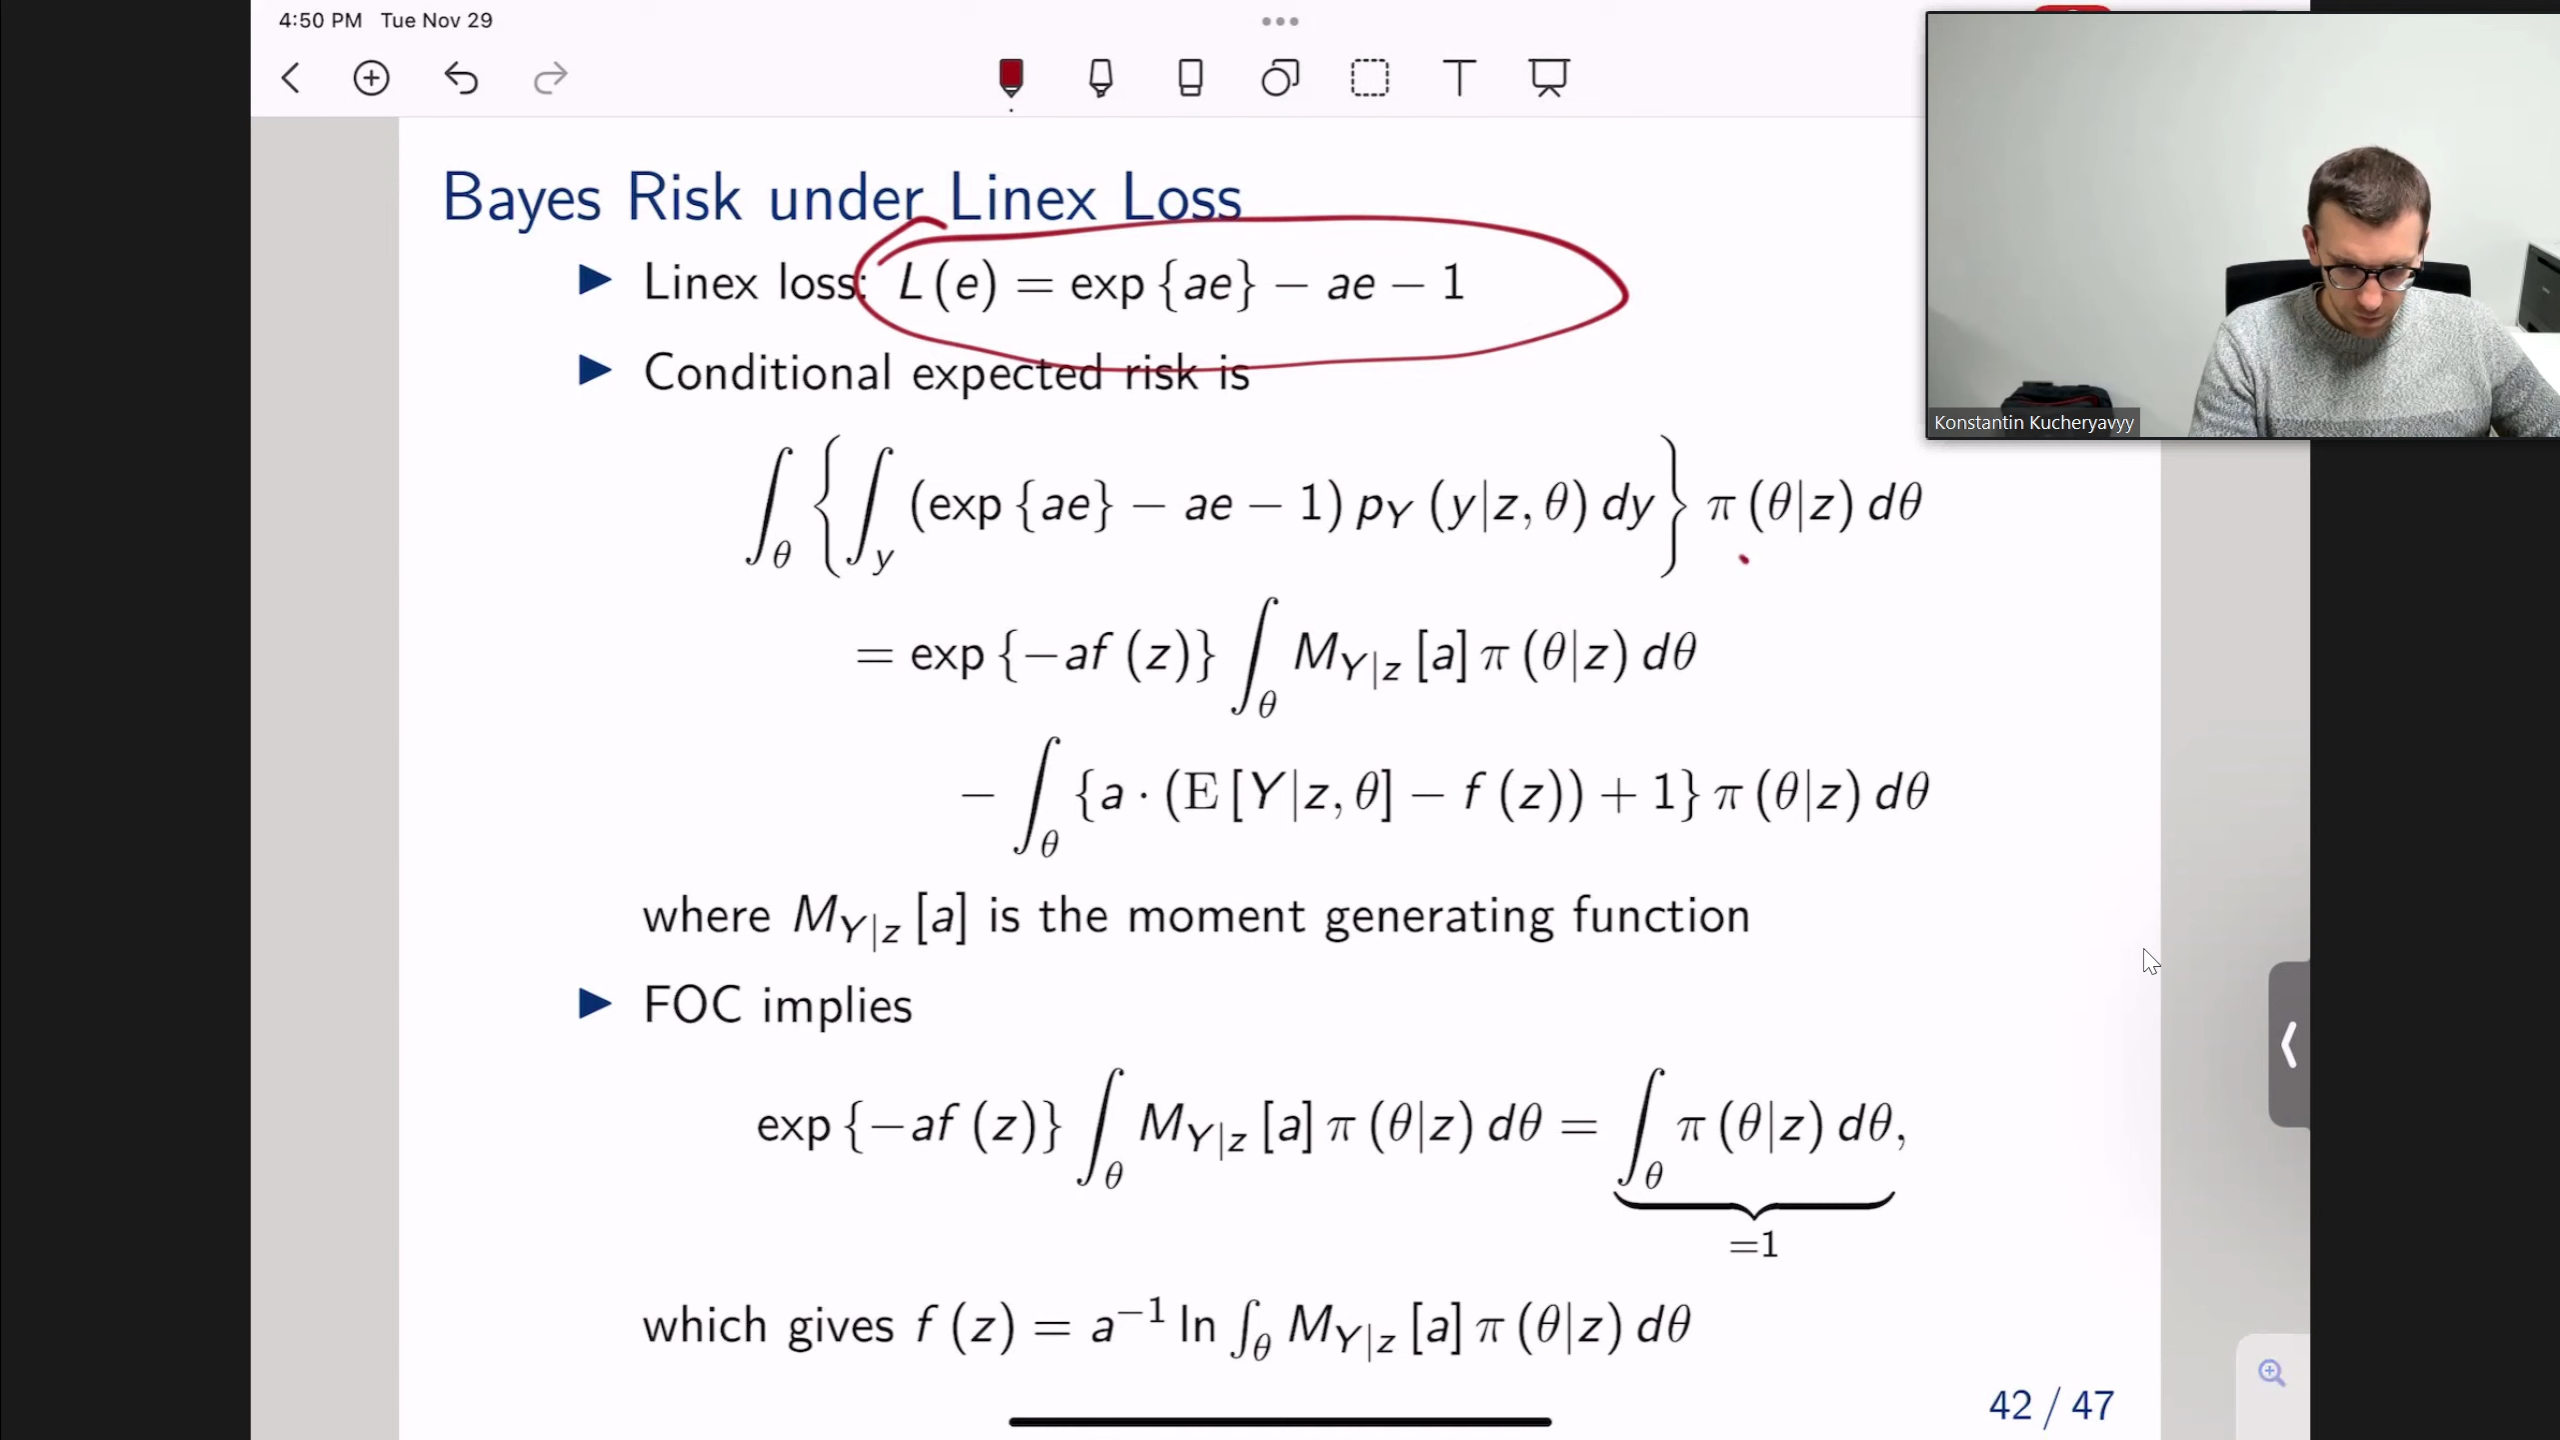 4:50 PM Tue Nov 29
Bayes Risk under Linex Loss
▶ Linex loss: L(e) = exp{ae} − ae − 1
▶ Conditional expected risk is
∫_θ { ∫_y (exp{ae} − ae − 1) p_Y(y|z, θ) dy } π(θ|z) dθ
= exp{−af(z)} ∫_θ M_{Y|z}[a] π(θ|z) dθ
− ∫_θ {a · (E[Y|z, θ] − f(z)) + 1} π(θ|z) dθ
where M_{Y|z}[a] is the moment generating function
▶ FOC implies
exp{−af(z)} ∫_θ M_{Y|z}[a] π(θ|z) dθ = ∫_θ π(θ|z) dθ,
=1
which gives f(z) = a⁻¹ ln ∫_θ M_{Y|z}[a] π(θ|z) dθ
42 / 47
Konstantin Kucheryavyy